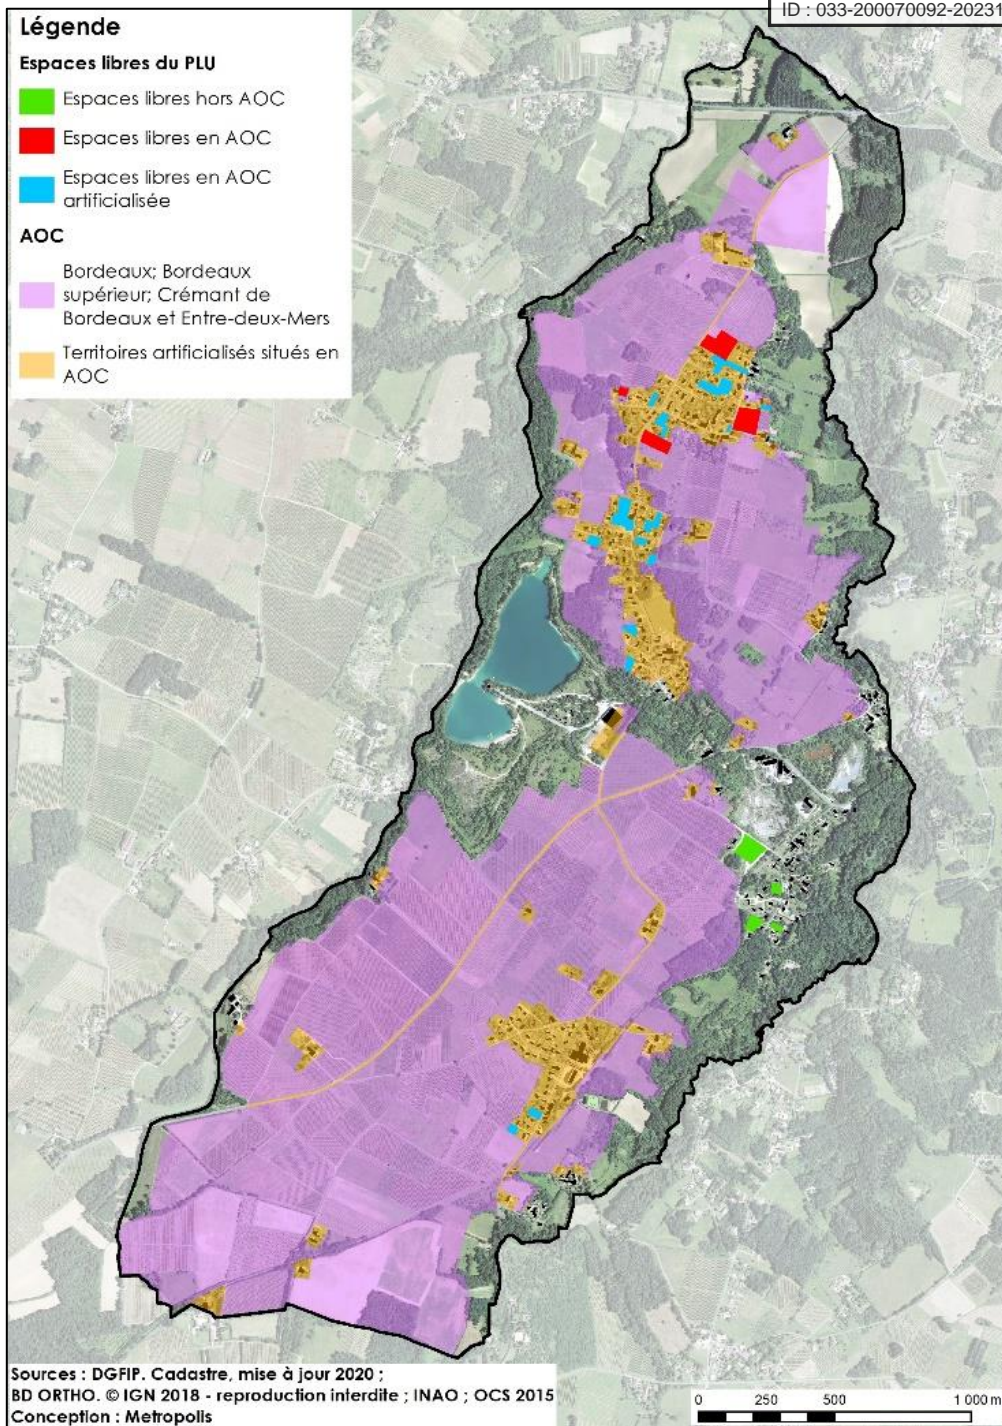 ID : 033-200070092-20231
Légende
Espaces libres du PLU
Espaces libres hors AOC
Espaces libres en AOC
Espaces libres en AOC
artificialisée
AOC
Bordeaux; Bordeaux
supérieur; Crémant de
Bordeaux et Entre-deux-Mers
Territoires artificialisés situés en
AOC
Sources : DGFIP. Cadastre, mise à jour 2020 ;
BD ORTHO. © IGN 2018 - reproduction interdite ; INAO ; OCS 2015
Conception : Metropolis
0 250 500 1 000 m